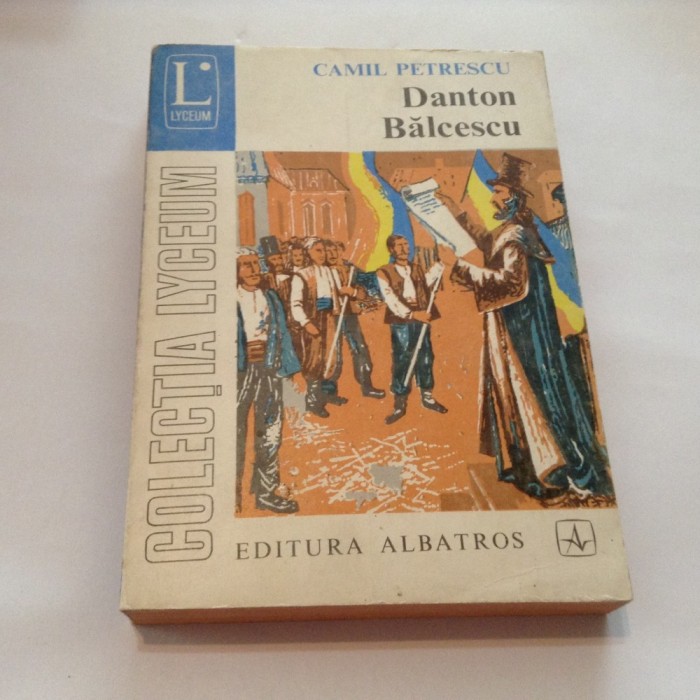 L
LYCEUM
CAMIL PETRESCU
Danton
Bălcescu
COLECȚIA LYCEUM
EDITURA ALBATROS